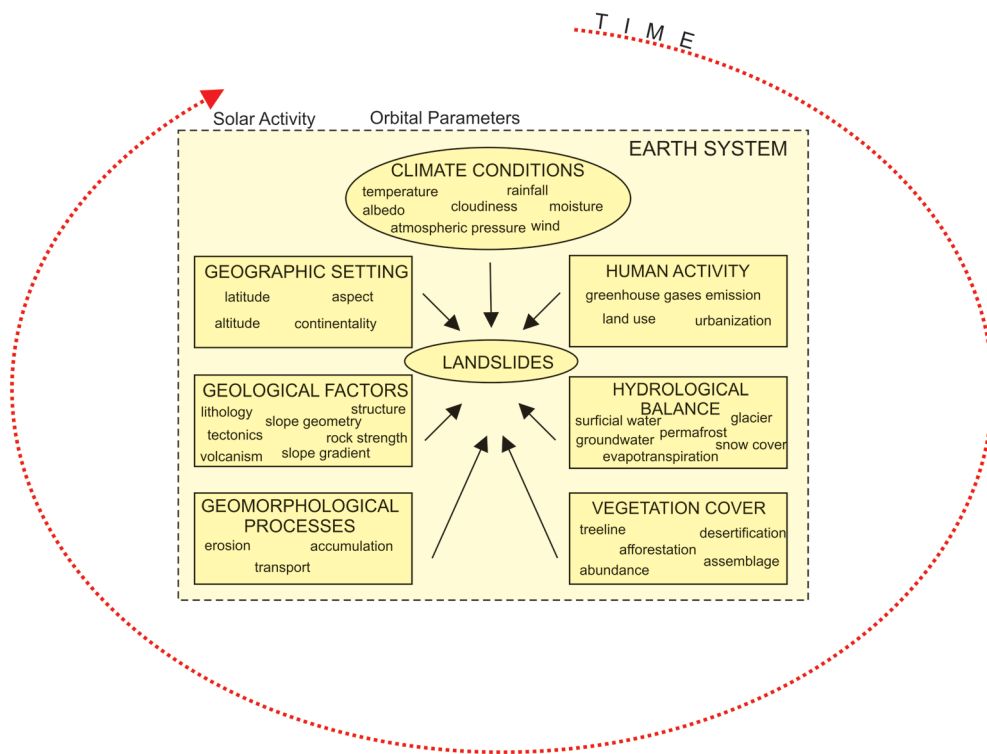 TIME
Solar Activity Orbital Parameters
EARTH SYSTEM
CLIMATE CONDITIONS
temperature rainfall
albedo cloudiness moisture
atmospheric pressure wind
GEOGRAPHIC SETTING
latitude aspect
altitude continentality
HUMAN ACTIVITY
greenhouse gases emission
land use urbanization
LANDSLIDES
GEOLOGICAL FACTORS
lithology structure
slope geometry
tectonics rock strength
volcanism slope gradient
HYDROLOGICAL
BALANCE
surficial water glacier
groundwater permafrost snow cover
evapotranspiration
GEOMORPHOLOGICAL
PROCESSES
erosion accumulation
transport
VEGETATION COVER
treeline desertification
afforestation
abundance assemblage